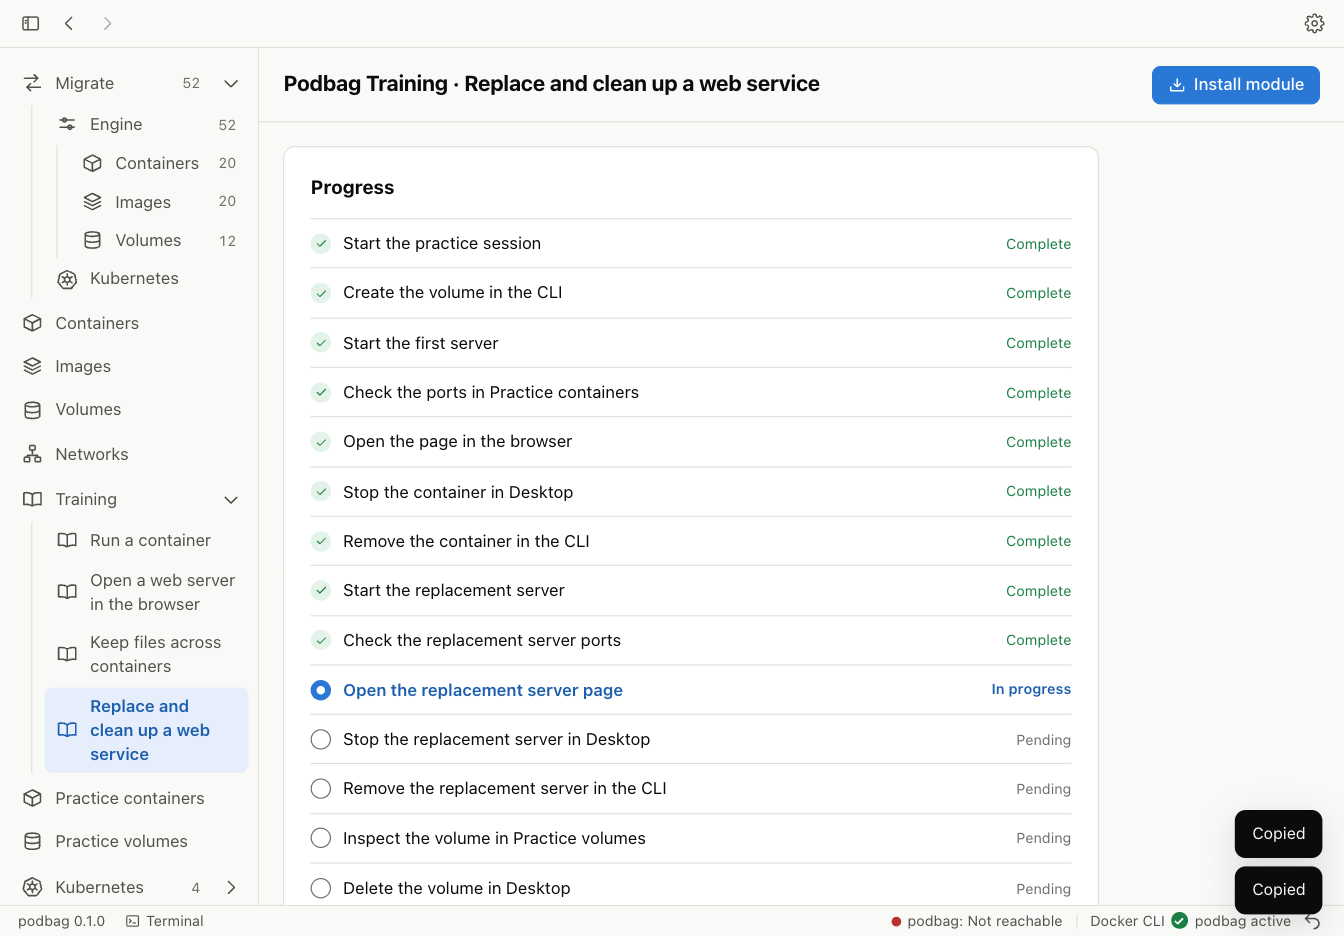 Podbag Training · Replace and clean up a web service
Install module
Migrate 52
Engine 52
Containers 20
Images 20
Volumes 12
Kubernetes
Containers
Images
Volumes
Networks
Training
Run a container
Open a web server
in the browser
Keep files across
containers
Replace and
clean up a web
service
Practice containers
Practice volumes
Kubernetes 4
Progress
Start the practice session Complete
Create the volume in the CLI Complete
Start the first server Complete
Check the ports in Practice containers Complete
Open the page in the browser Complete
Stop the container in Desktop Complete
Remove the container in the CLI Complete
Start the replacement server Complete
Check the replacement server ports Complete
Open the replacement server page In progress
Stop the replacement server in Desktop Pending
Remove the replacement server in the CLI Pending
Inspect the volume in Practice volumes Pending
Delete the volume in Desktop Pending
Copied
Copied
podbag 0.1.0 Terminal podbag: Not reachable Docker CLI podbag active